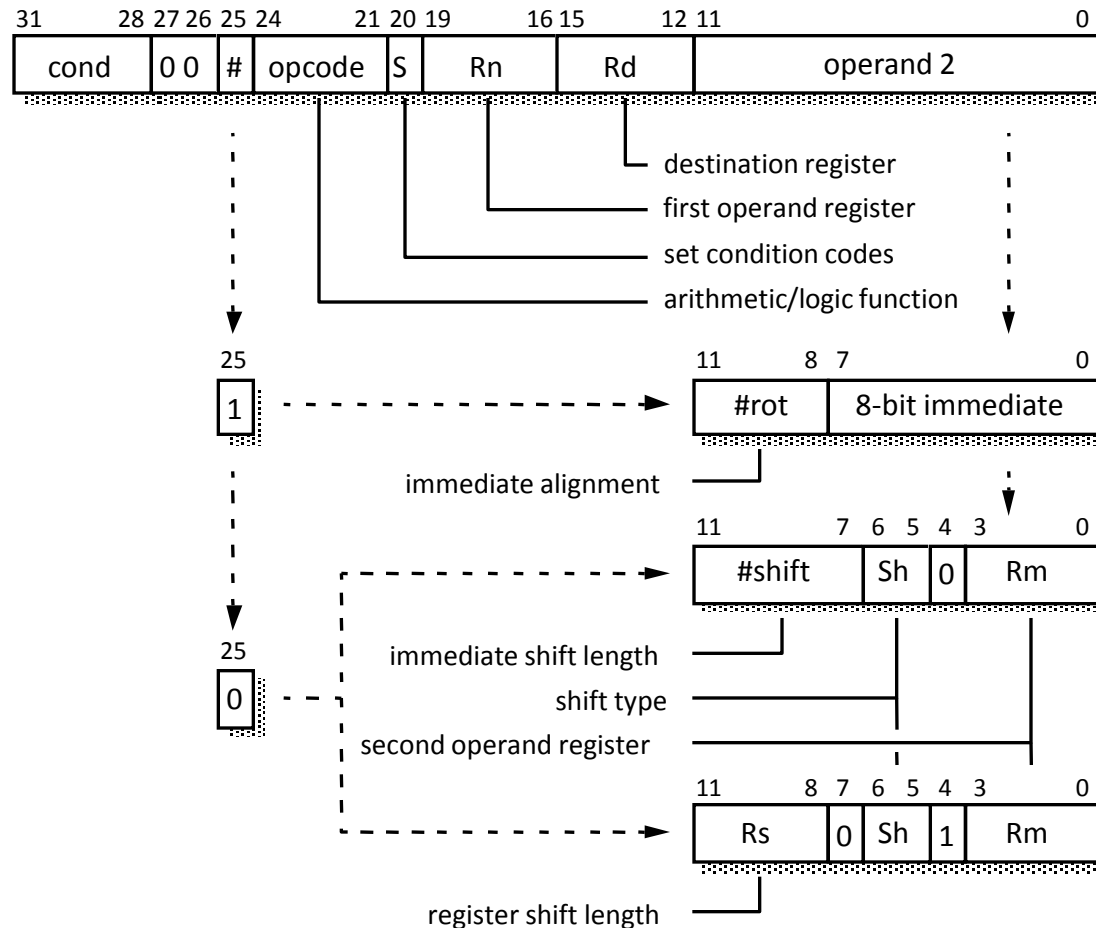 31 28 27 26 25 24 21 20 19 16 15 12 11 0
cond 0 0 # opcode S Rn Rd operand 2
destination register
first operand register
set condition codes
arithmetic/logic function
25 11 8 7 0
1 #rot 8-bit immediate
immediate alignment
11 7 6 5 4 3 0
#shift Sh 0 Rm
25
immediate shift length
0
shift type
second operand register
11 8 7 6 5 4 3 0
Rs 0 Sh 1 Rm
register shift length